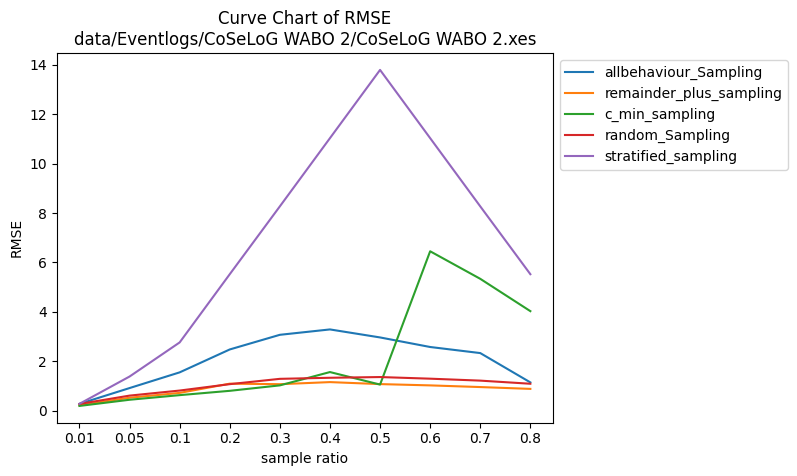 Curve Chart of RMSE
data/Eventlogs/CoSeLoG WABO 2/CoSeLoG WABO 2.xes
14
12
10
8
6
4
2
0
RMSE
0.01 0.05 0.1 0.2 0.3 0.4 0.5 0.6 0.7 0.8
sample ratio
allbehaviour_Sampling
remainder_plus_sampling
c_min_sampling
random_Sampling
stratified_sampling